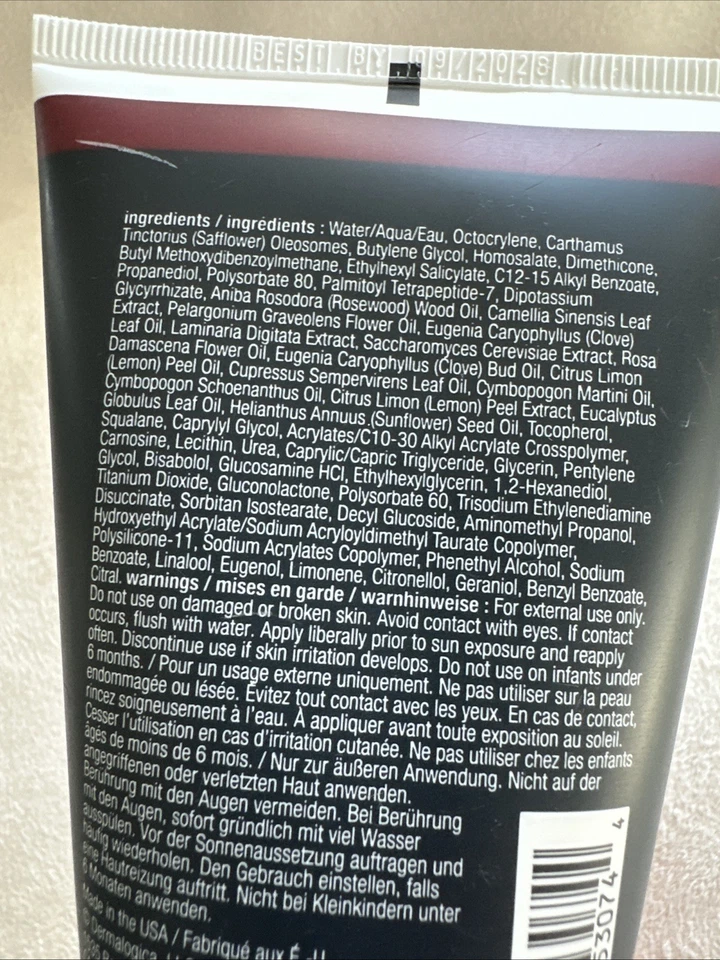 BEST BY 09/2026
ingredients / ingrédients : Water/Aqua/Eau, Octocrylene, Carthamus
Tinctorius (Safflower) Oleosomes, Butylene Glycol, Homosalate, Dimethicone,
Butyl Methoxydibenzoylmethane, Ethylhexyl Salicylate, C12-15 Alkyl Benzoate,
Propanediol, Polysorbate 80, Palmitoyl Tetrapeptide-7, Dipotassium
Glycyrrhizate, Aniba Rosodora (Rosewood) Wood Oil, Camellia Sinensis Leaf
Extract, Pelargonium Graveolens Flower Oil, Eugenia Caryophyllus (Clove)
Leaf Oil, Laminaria Digitata Extract, Saccharomyces Cerevisiae Extract, Rosa
Damascena Flower Oil, Eugenia Caryophyllus (Clove) Bud Oil, Citrus Limon
(Lemon) Peel Oil, Cupressus Sempervirens Leaf Oil, Cymbopogon Martini Oil,
Cymbopogon Schoenanthus Oil, Citrus Limon (Lemon) Peel Extract, Eucalyptus
Globulus Leaf Oil, Helianthus Annuus (Sunflower) Seed Oil, Tocopherol,
Squalane, Caprylyl Glycol, Acrylates/C10-30 Alkyl Acrylate Crosspolymer,
Carnosine, Lecithin, Urea, Caprylic/Capric Triglyceride, Glycerin, Pentylene
Glycol, Bisabolol, Glucosamine HCl, Ethylhexylglycerin, 1,2-Hexanediol,
Titanium Dioxide, Gluconolactone, Polysorbate 60, Trisodium Ethylenediamine
Disuccinate, Sorbitan Isostearate, Decyl Glucoside, Aminomethyl Propanol,
Hydroxyethyl Acrylate/Sodium Acryloyldimethyl Taurate Copolymer,
Polysilicone-11, Sodium Acrylates Copolymer, Phenethyl Alcohol, Sodium
Benzoate, Linalool, Eugenol, Limonene, Citronellol, Geraniol, Benzyl Benzoate,
Citral. warnings / mises en garde / warnhinweise : For external use only.
Do not use on damaged or broken skin. Avoid contact with eyes. If contact
occurs, flush with water. Apply liberally prior to sun exposure and reapply
often. Discontinue use if skin irritation develops. Do not use on infants under
6 months. / Pour un usage externe uniquement. Ne pas utiliser sur la peau
endommagée ou lésée. Évitez tout contact avec les yeux. En cas de contact,
rincez soigneusement à l'eau. À appliquer avant toute exposition au soleil.
Cesser l'utilisation en cas d'irritation cutanée. Ne pas utiliser chez les enfants
âgés de moins de 6 mois. / Nur zur äußeren Anwendung. Nicht auf der
angegriffenen oder verletzten Haut anwenden.
Berührung mit den Augen vermeiden. Bei Berührung
mit den Augen, sofort gründlich mit viel Wasser
ausspülen. Vor der Sonnenaussetzung auftragen und
häufig wiederholen. Den Gebrauch einstellen, falls
eine Hautreizung auftritt. Nicht bei Kleinkindern unter
6 Monaten anwenden.
Made in the USA / Fabriqué aux É.-U.
© Dermalogica
53074 4